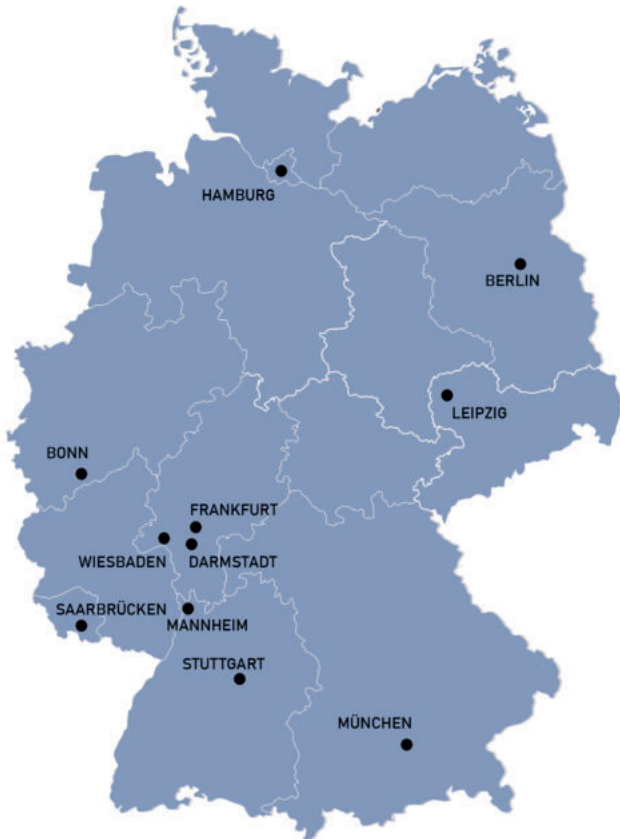 HAMBURG
BERLIN
LEIPZIG
BONN
FRANKFURT
WIESBADEN
DARMSTADT
SAARBRÜCKEN
MANNHEIM
STUTTGART
MÜNCHEN